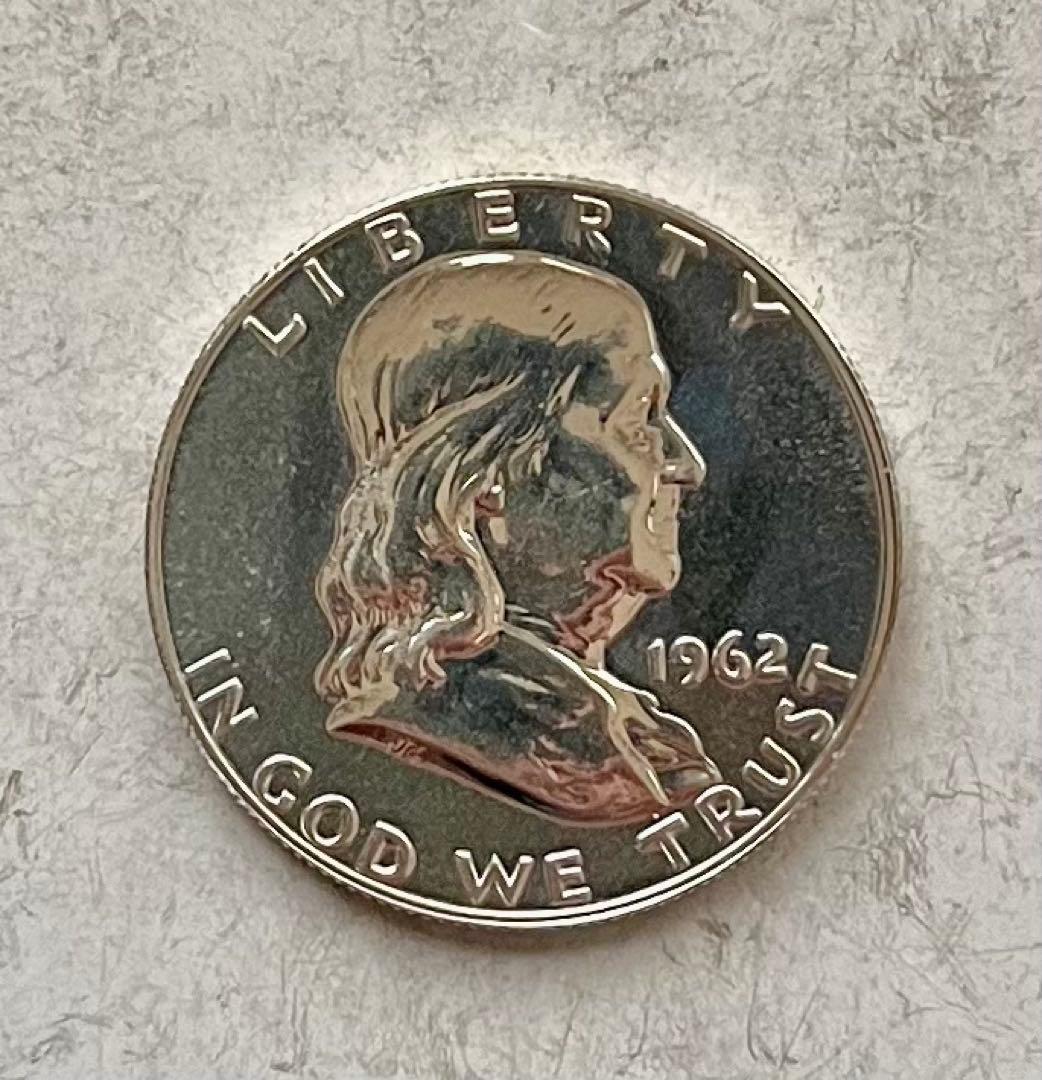 LIBERTY
1962
IN GOD WE TRUST